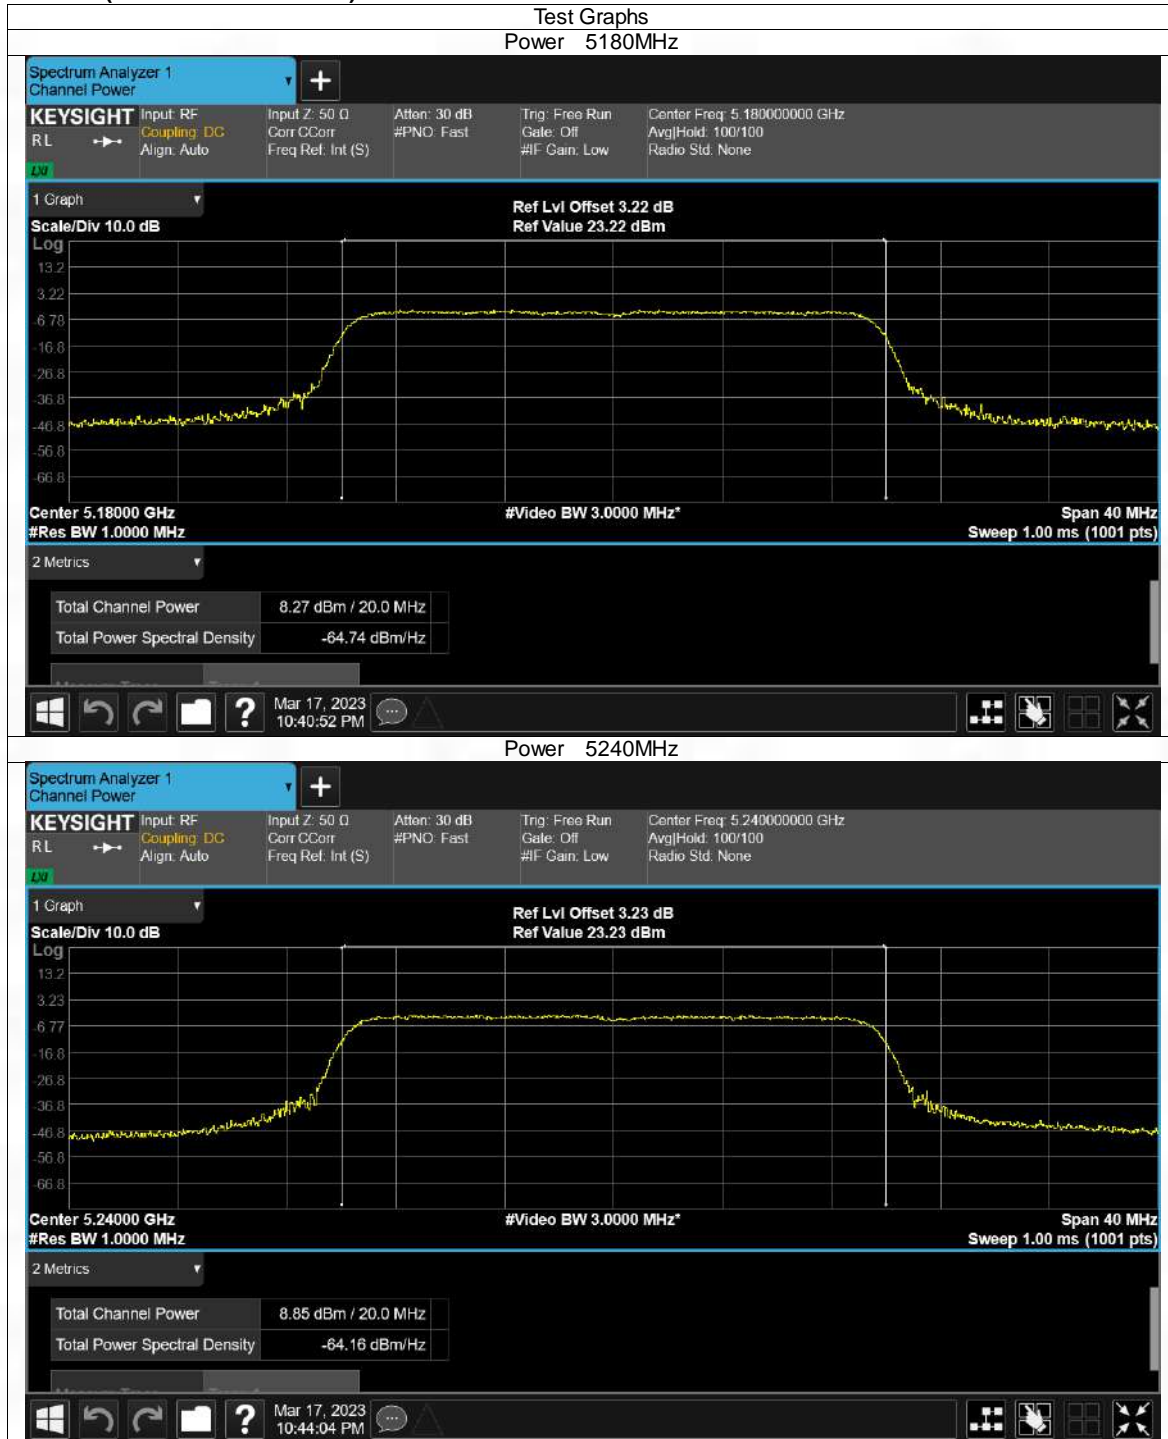 Test Graphs
Power 5180MHz
Spectrum Analyzer 1
Channel Power
+
KEYSIGHT Input: RF Input Z: 50 Ω Atten: 30 dB Trig: Free Run Center Freq: 5.180000000 GHz
RL Coupling: DC Corr CCorr #PNO: Fast Gate: Off Avg|Hold: 100/100
Align: Auto Freq Ref: Int (S) #IF Gain: Low Radio Std: None
LXI
1 Graph
Ref Lvl Offset 3.22 dB
Scale/Div 10.0 dB Ref Value 23.22 dBm
Log
13.2
3.22
-6.78
-16.8
-26.8
-36.8
-46.8
-56.8
-66.8
Center 5.18000 GHz #Video BW 3.0000 MHz* Span 40 MHz
#Res BW 1.0000 MHz Sweep 1.00 ms (1001 pts)
2 Metrics
Total Channel Power 8.27 dBm / 20.0 MHz
Total Power Spectral Density -64.74 dBm/Hz
? Mar 17, 2023
10:40:52 PM
Power 5240MHz
Spectrum Analyzer 1
Channel Power
+
KEYSIGHT Input: RF Input Z: 50 Ω Atten: 30 dB Trig: Free Run Center Freq: 5.240000000 GHz
RL Coupling: DC Corr CCorr #PNO: Fast Gate: Off Avg|Hold: 100/100
Align: Auto Freq Ref: Int (S) #IF Gain: Low Radio Std: None
LXI
1 Graph
Ref Lvl Offset 3.23 dB
Scale/Div 10.0 dB Ref Value 23.23 dBm
Log
13.2
3.23
-6.77
-16.8
-26.8
-36.8
-46.8
-56.8
-66.8
Center 5.24000 GHz #Video BW 3.0000 MHz* Span 40 MHz
#Res BW 1.0000 MHz Sweep 1.00 ms (1001 pts)
2 Metrics
Total Channel Power 8.85 dBm / 20.0 MHz
Total Power Spectral Density -64.16 dBm/Hz
? Mar 17, 2023
10:44:04 PM